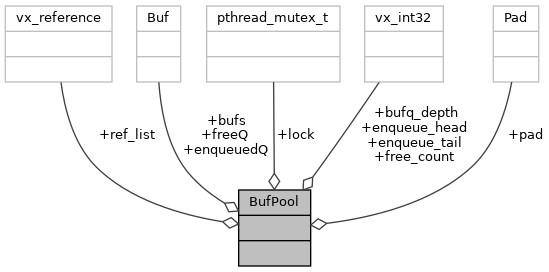 vx_reference
Buf
pthread_mutex_t
vx_int32
Pad
+ref_list
+bufs
+freeQ
+enqueuedQ
+lock
+bufq_depth
+enqueue_head
+enqueue_tail
+free_count
+pad
BufPool